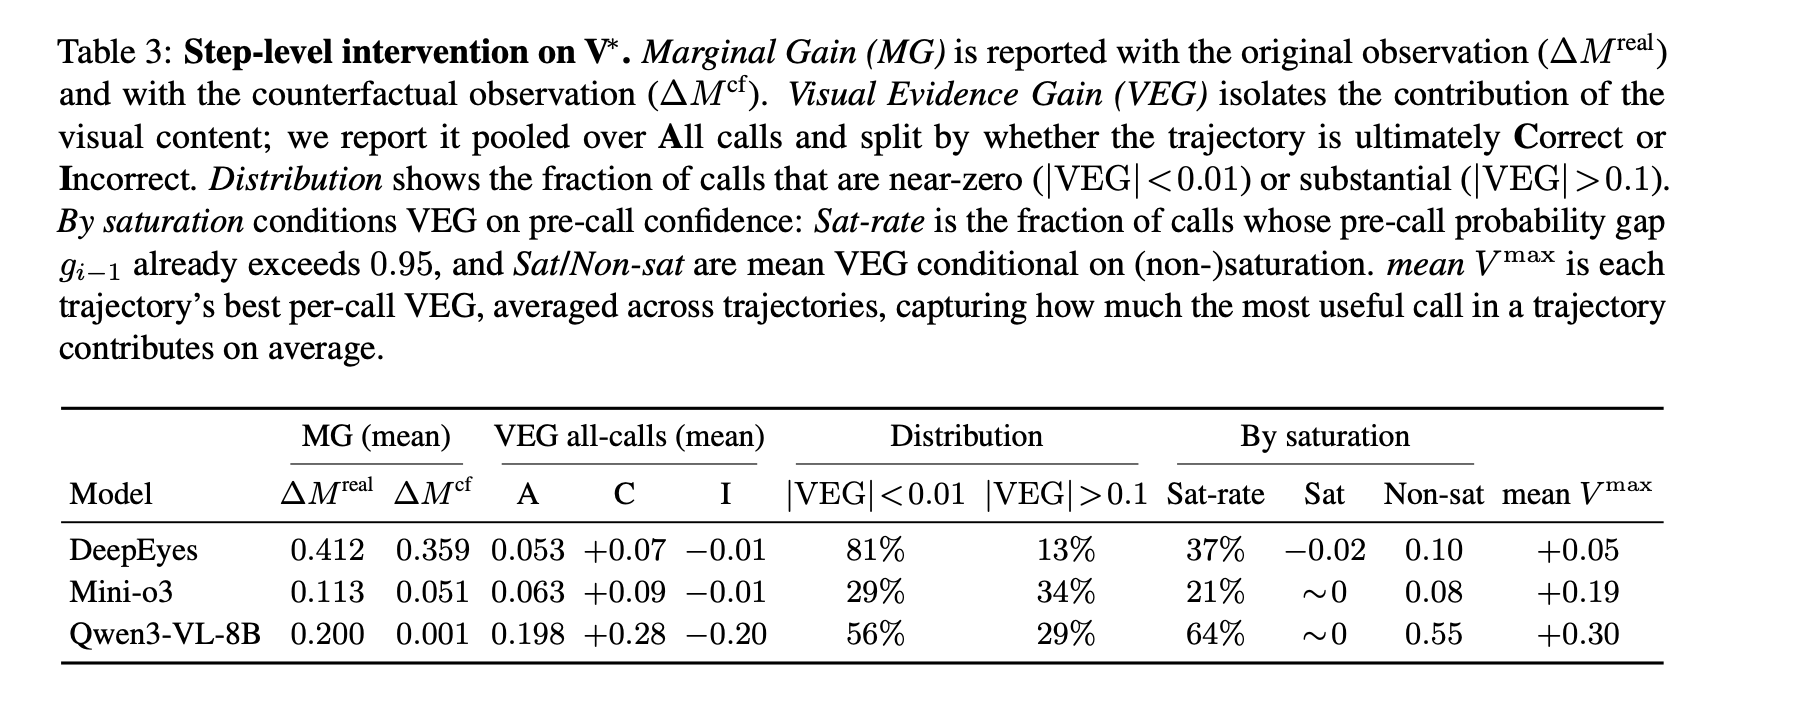 Table 3: Step-level intervention on V*. Marginal Gain (MG) is reported with the original observation (ΔM^real)
and with the counterfactual observation (ΔM^cf). Visual Evidence Gain (VEG) isolates the contribution of the
visual content; we report it pooled over All calls and split by whether the trajectory is ultimately Correct or
Incorrect. Distribution shows the fraction of calls that are near-zero (|VEG|<0.01) or substantial (|VEG|>0.1).
By saturation conditions VEG on pre-call confidence: Sat-rate is the fraction of calls whose pre-call probability gap
g_{i−1} already exceeds 0.95, and Sat/Non-sat are mean VEG conditional on (non-)saturation. mean V^max is each
trajectory's best per-call VEG, averaged across trajectories, capturing how much the most useful call in a trajectory
contributes on average.
MG (mean) VEG all-calls (mean) Distribution By saturation
Model ΔM^real ΔM^cf A C I |VEG|<0.01 |VEG|>0.1 Sat-rate Sat Non-sat mean V^max
DeepEyes 0.412 0.359 0.053 +0.07 −0.01 81% 13% 37% −0.02 0.10 +0.05
Mini-o3 0.113 0.051 0.063 +0.09 −0.01 29% 34% 21% ~0 0.08 +0.19
Qwen3-VL-8B 0.200 0.001 0.198 +0.28 −0.20 56% 29% 64% ~0 0.55 +0.30